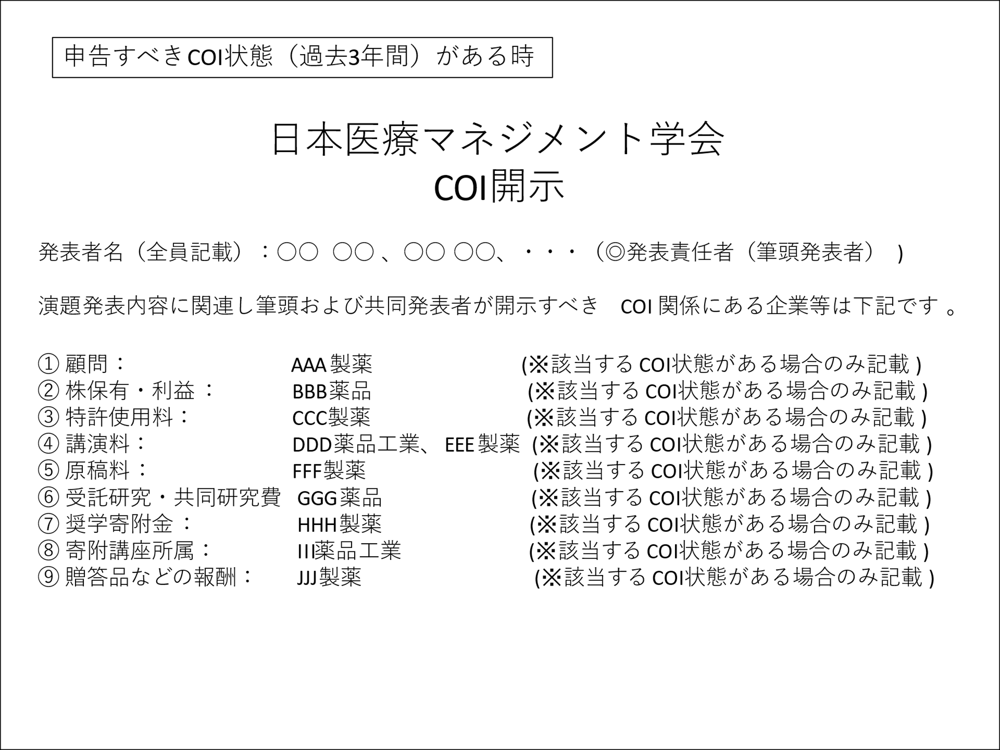 申告すべきCOI状態（過去3年間）がある時
日本医療マネジメント学会
COI開示
発表者名（全員記載）：○○ ○○、○○ ○○、・・・（◎発表責任者（筆頭発表者） )
演題発表内容に関連し筆頭および共同発表者が開示すべき　COI 関係にある企業等は下記です。
① 顧問： AAA製薬 (※該当する COI状態がある場合のみ記載 )
② 株保有・利益： BBB薬品 (※該当する COI状態がある場合のみ記載 )
③ 特許使用料： CCC製薬 (※該当する COI状態がある場合のみ記載 )
④ 講演料： DDD薬品工業、 EEE製薬 (※該当する COI状態がある場合のみ記載 )
⑤ 原稿料： FFF製薬 (※該当する COI状態がある場合のみ記載 )
⑥ 受託研究・共同研究費 GGG薬品 (※該当する COI状態がある場合のみ記載 )
⑦ 奨学寄附金： HHH製薬 (※該当する COI状態がある場合のみ記載 )
⑧ 寄附講座所属： III薬品工業 (※該当する COI状態がある場合のみ記載 )
⑨ 贈答品などの報酬： JJJ製薬 (※該当する COI状態がある場合のみ記載 )